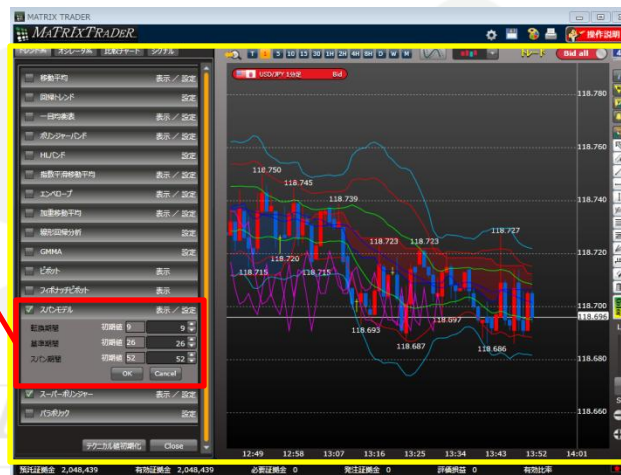 MATRIX TRADER
MATRIXTRADER
操作説明
トレンド系 オシレータ系 比較チャート シグナル
T 1 5 10 15 30 1H 2H 4H 8H D W M
Bid all
USD/JPY 1分足 Bid
移動平均 表示 / 設定
回帰トレンド 設定
一目均衡表 表示 / 設定
ボリンジャーバンド 表示 / 設定
HLバンド 設定
指数平滑移動平均 表示 / 設定
エンベロープ 表示 / 設定
加重移動平均 表示 / 設定
線形回帰分析 設定
GMMA 設定
ピボット 表示
フィボナッチピボット 表示
スパンモデル 表示 / 設定
転換期間 初期値 9 9
基準期間 初期値 26 26
スパン期間 初期値 52 52
OK Cancel
スーパーボリンジャー 表示 / 設定
パラボリック 設定
テクニカル値初期化 Close
118.780
118.760
118.740
118.720
118.700
118.696
118.680
118.660
118.750
118.745
118.739
118.727
118.723 118.723
118.720
118.715 118.715
118.697
118.693
118.687 118.686
12:49 12:58 13:07 13:16 13:25 13:34 13:43 13:52 14:01
預託証拠金 2,048,439 有効証拠金 2,048,439 必要証拠金 0 発注証拠金 0 評価損益 0 有効比率